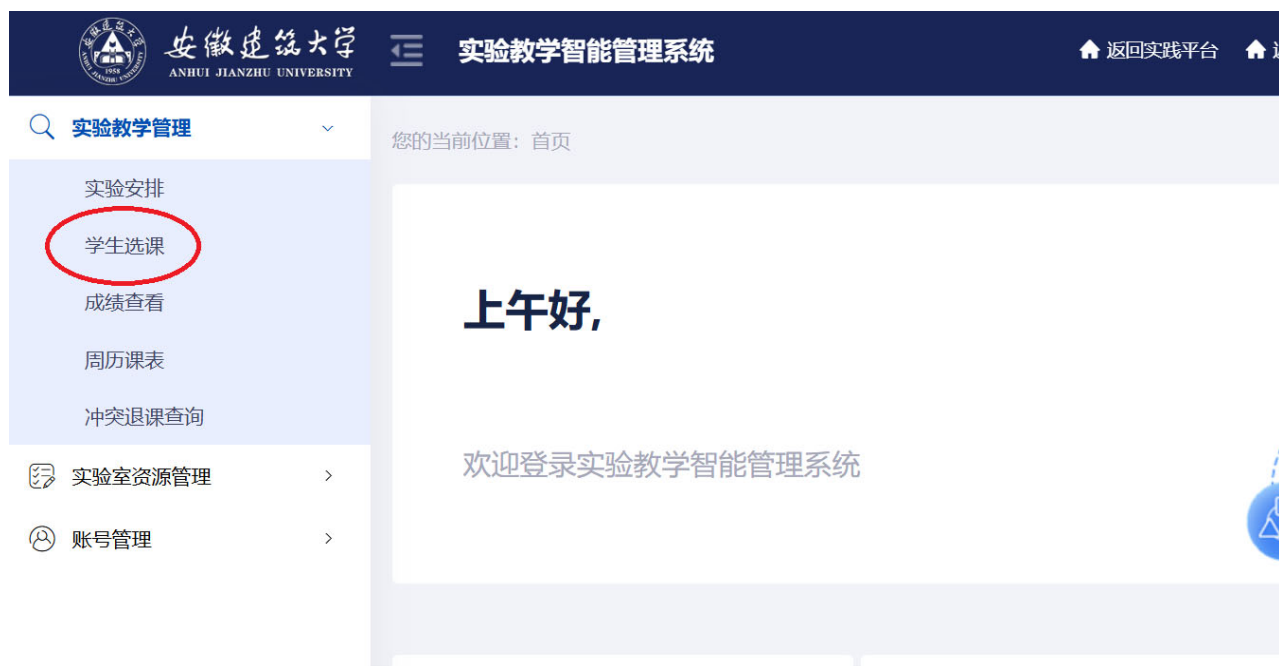 安徽建筑大学
ANHUI JIANZHU UNIVERSITY
1958
实验教学智能管理系统
返回实践平台
实验教学管理
实验安排
学生选课
成绩查看
周历课表
冲突退课查询
实验室资源管理
账号管理
您的当前位置：首页
上午好,
欢迎登录实验教学智能管理系统